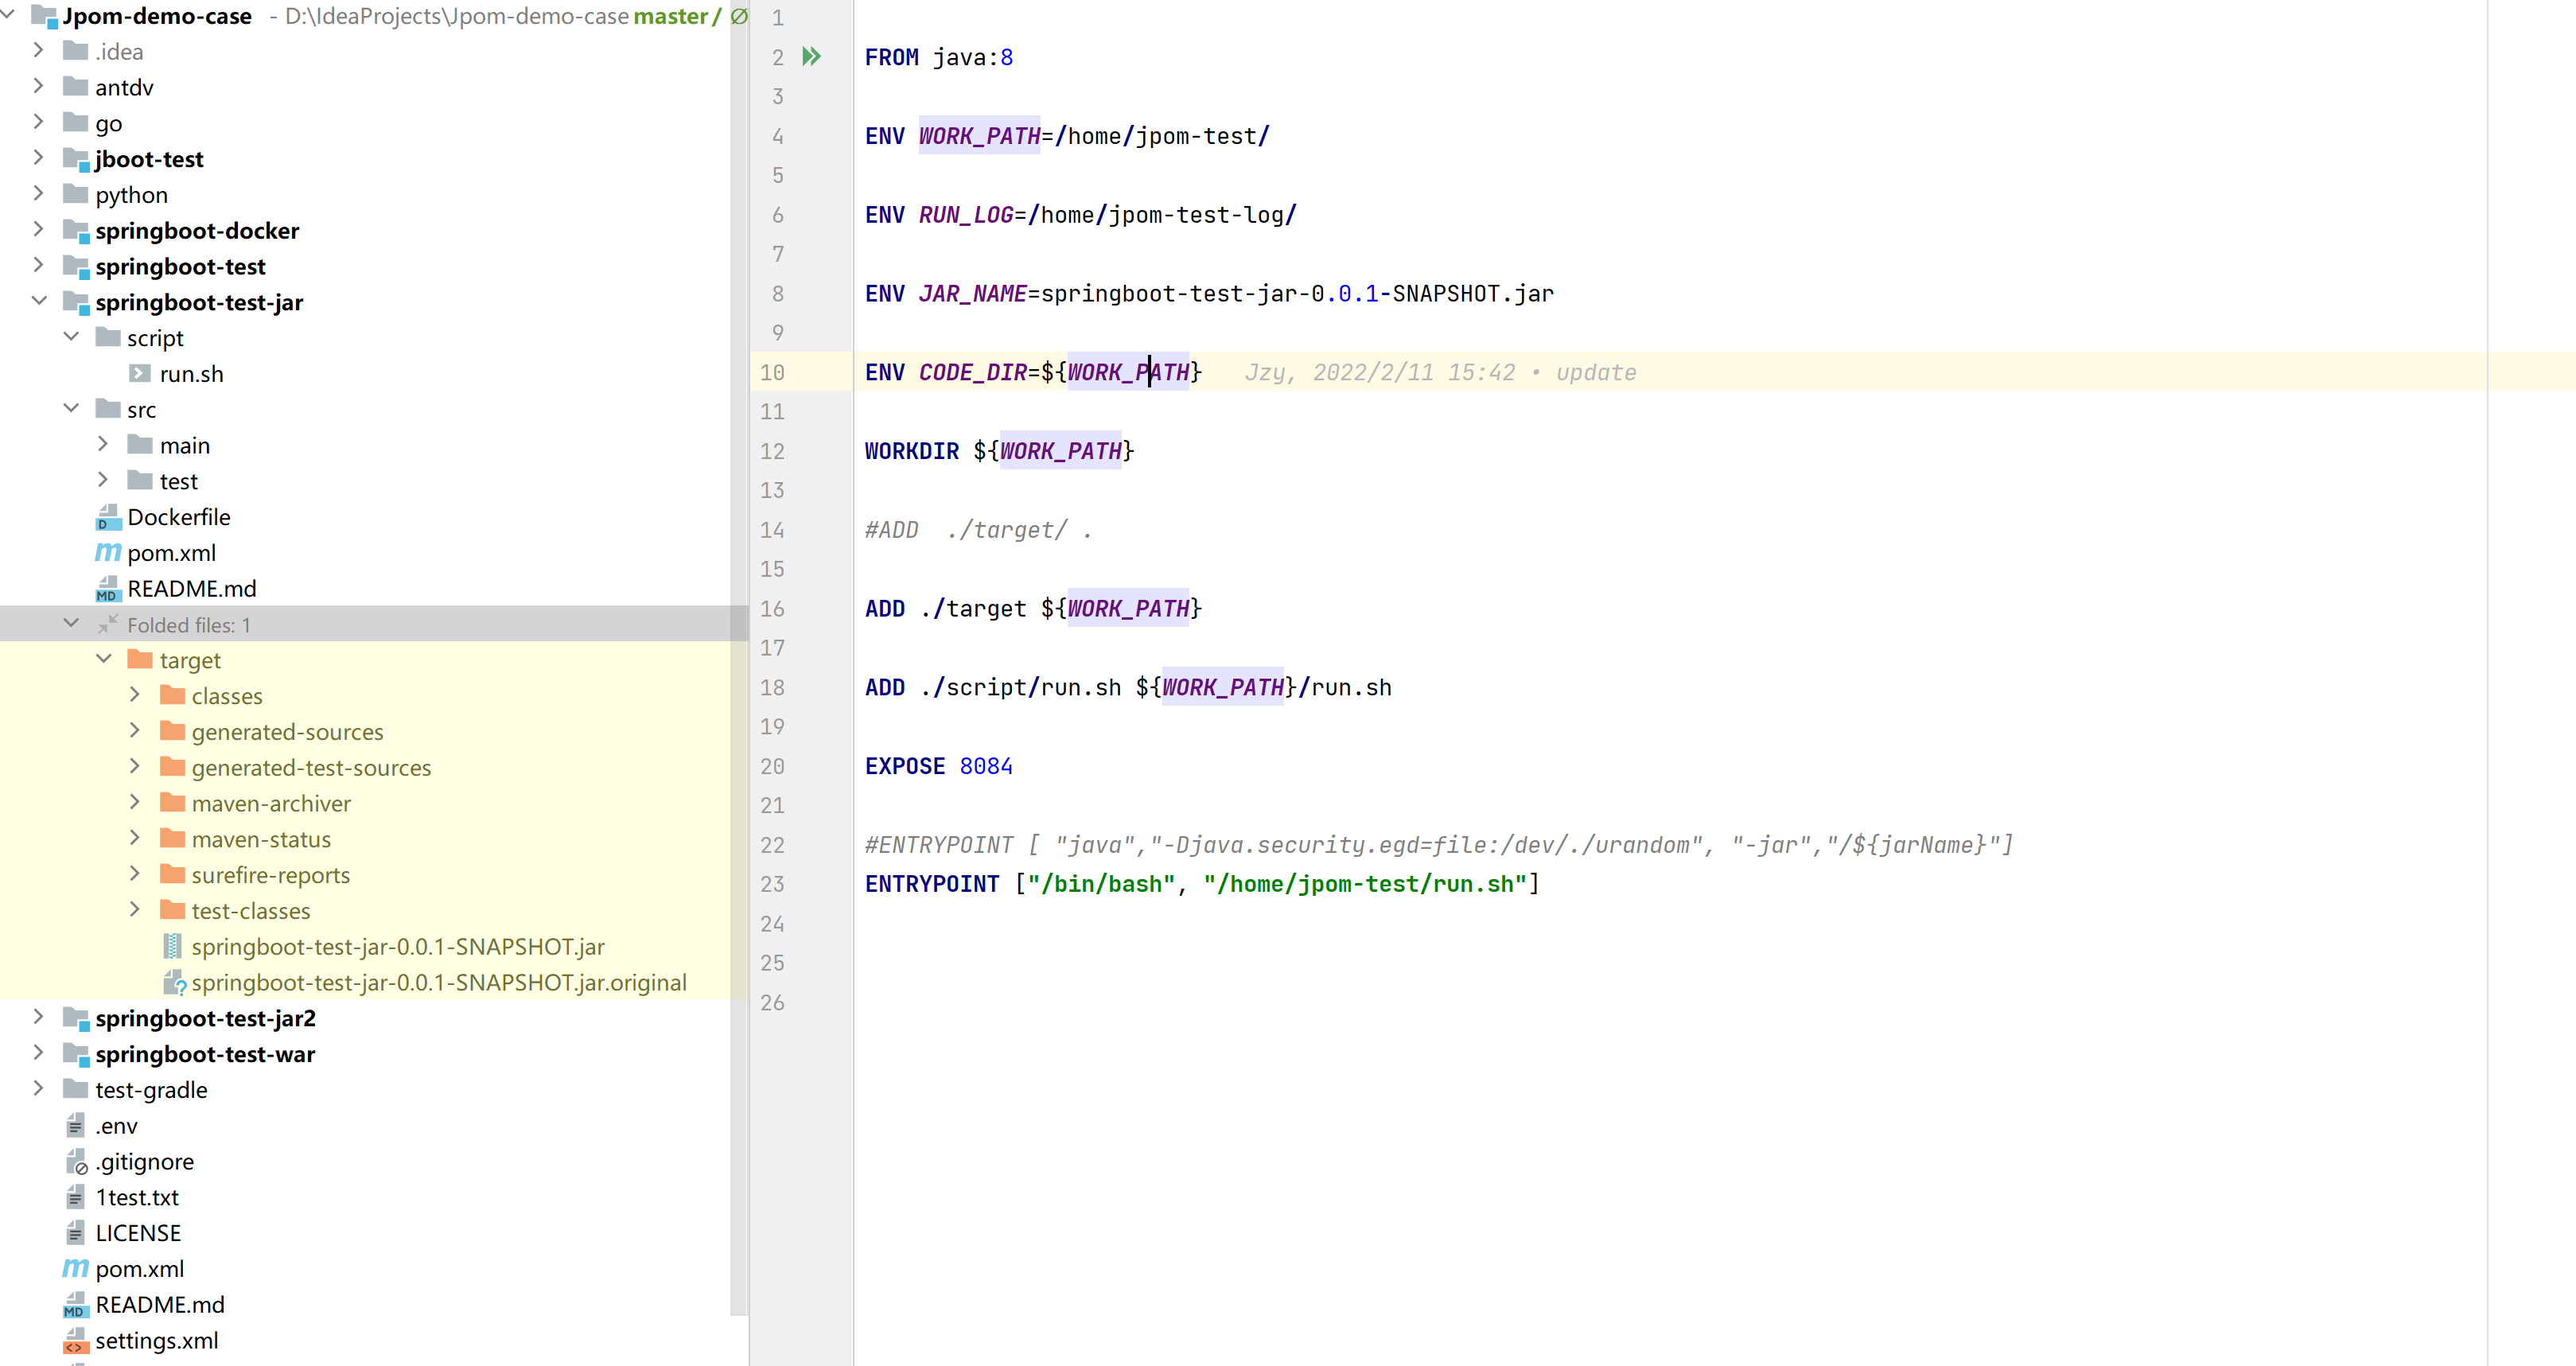 Jpom-demo-case - D:\IdeaProjects\Jpom-demo-case master / ∅
.idea
antdv
go
jboot-test
python
springboot-docker
springboot-test
springboot-test-jar
script
run.sh
src
main
test
Dockerfile
pom.xml
README.md
Folded files: 1
target
classes
generated-sources
generated-test-sources
maven-archiver
maven-status
surefire-reports
test-classes
springboot-test-jar-0.0.1-SNAPSHOT.jar
springboot-test-jar-0.0.1-SNAPSHOT.jar.original
springboot-test-jar2
springboot-test-war
test-gradle
.env
.gitignore
1test.txt
LICENSE
pom.xml
README.md
settings.xml
1
2 FROM java:8
3
4 ENV WORK_PATH=/home/jpom-test/
5
6 ENV RUN_LOG=/home/jpom-test-log/
7
8 ENV JAR_NAME=springboot-test-jar-0.0.1-SNAPSHOT.jar
9
10 ENV CODE_DIR=${WORK_PATH} Jzy, 2022/2/11 15:42 • update
11
12 WORKDIR ${WORK_PATH}
13
14 #ADD  ./target/ .
15
16 ADD ./target ${WORK_PATH}
17
18 ADD ./script/run.sh ${WORK_PATH}/run.sh
19
20 EXPOSE 8084
21
22 #ENTRYPOINT [ "java","-Djava.security.egd=file:/dev/./urandom", "-jar","/${jarName}"]
23 ENTRYPOINT ["/bin/bash", "/home/jpom-test/run.sh"]
24
25
26